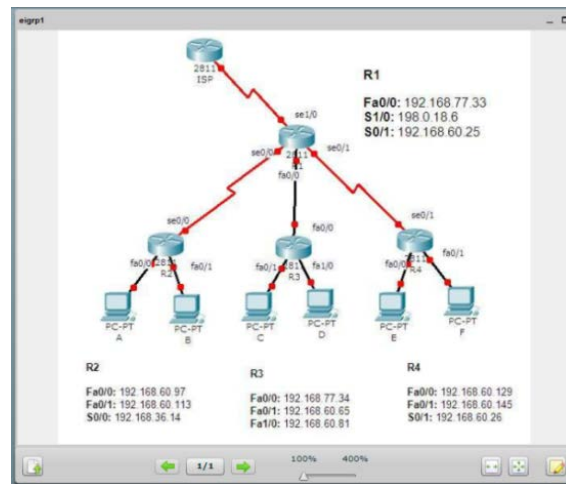 eigrp1
2811
ISP
R1
Fa0/0: 192.168.77.33
S1/0: 198.0.18.6
S0/1: 192.168.60.25
se1/0
se0/0
2811
R1
se0/1
fa0/0
se0/0
fa0/0
se0/1
fa0/0
2811
R2
fa0/1
fa0/1
281
R3
fa1/0
fa0/0
2811
R4
fa0/1
PC-PT
A
PC-PT
B
PC-PT
C
PC-PT
D
PC-PT
E
PC-PT
F
R2
Fa0/0: 192.168.60.97
Fa0/1: 192.168.60.113
S0/0: 192.168.36.14
R3
Fa0/0: 192.168.77.34
Fa0/1: 192.168.60.65
Fa1/0: 192.168.60.81
R4
Fa0/0: 192.168.60.129
Fa0/1: 192.168.60.145
S0/1: 192.168.60.26
1/1
100%
400%